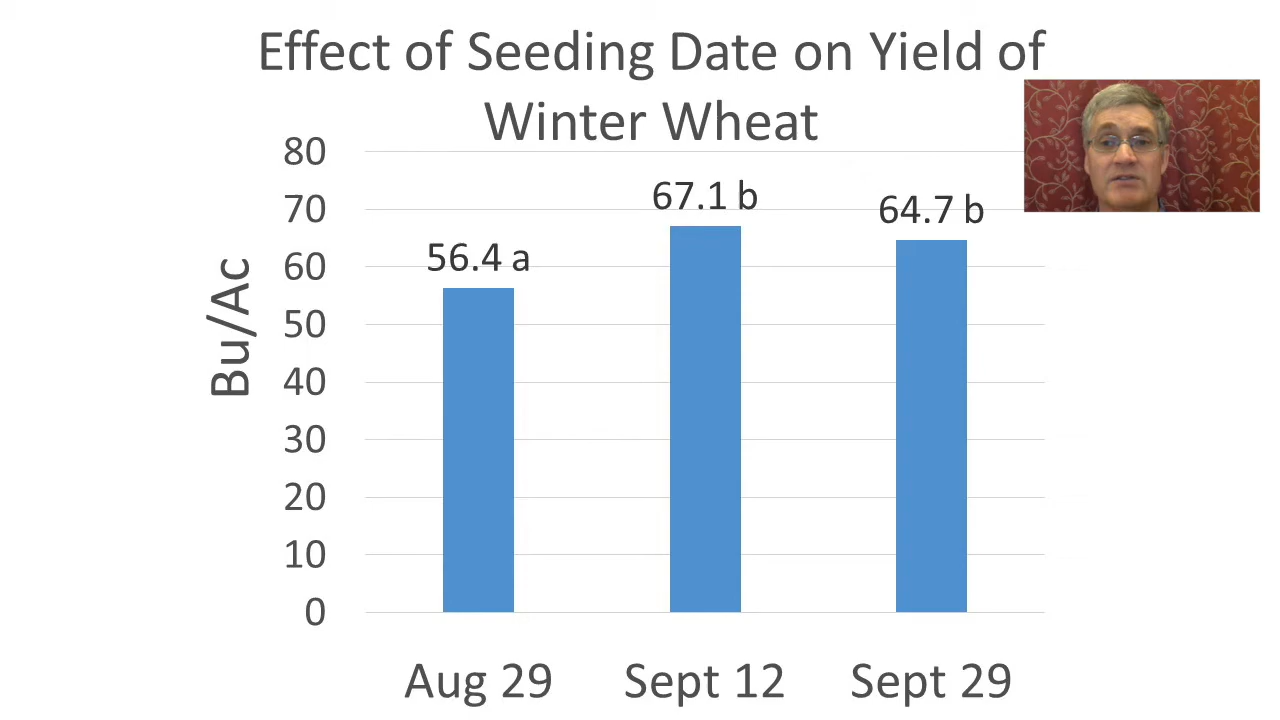 Effect of Seeding Date on Yield of
Winter Wheat
Bu/Ac
80
70
60
50
40
30
20
10
0
56.4 a
67.1 b
64.7 b
Aug 29
Sept 12
Sept 29